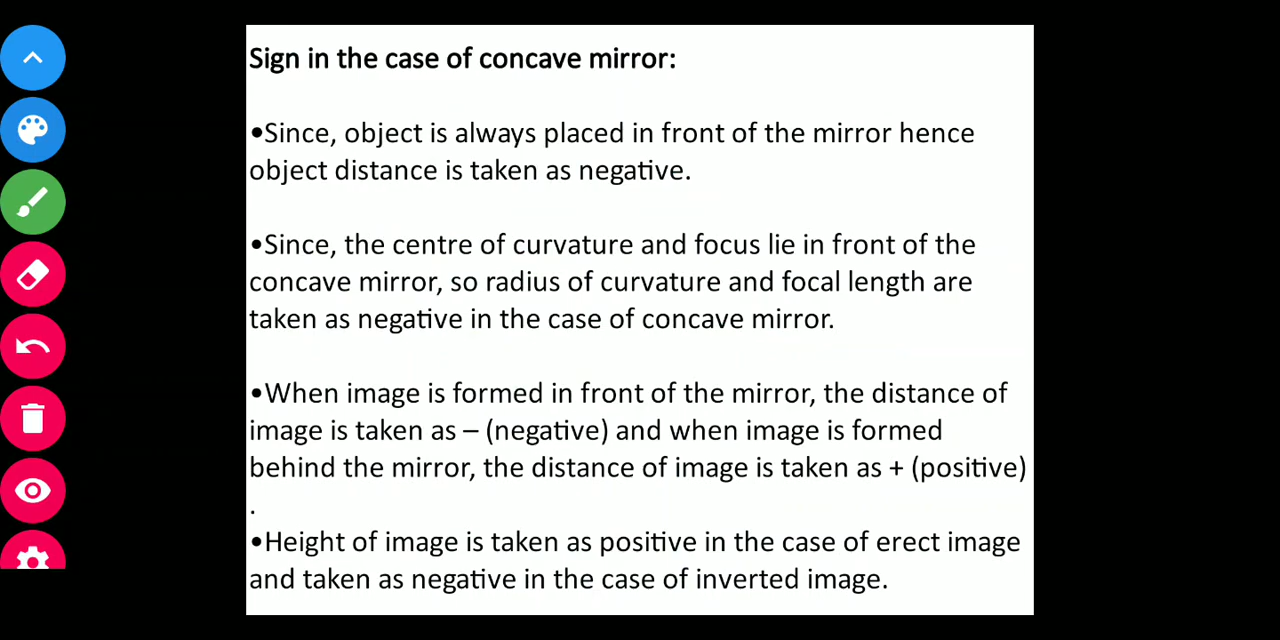 Sign in the case of concave mirror:
•Since, object is always placed in front of the mirror hence
object distance is taken as negative.
•Since, the centre of curvature and focus lie in front of the
concave mirror, so radius of curvature and focal length are
taken as negative in the case of concave mirror.
•When image is formed in front of the mirror, the distance of
image is taken as – (negative) and when image is formed
behind the mirror, the distance of image is taken as + (positive)
.
•Height of image is taken as positive in the case of erect image
and taken as negative in the case of inverted image.